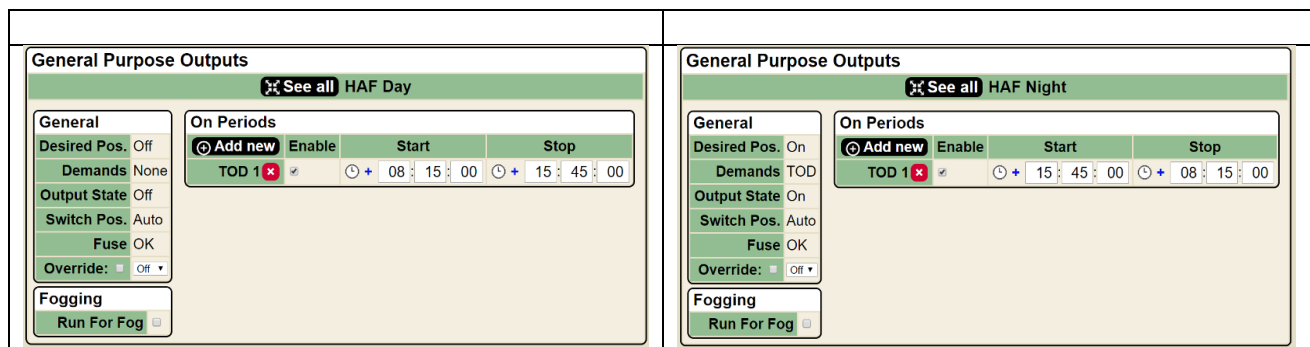 General Purpose Outputs
See all HAF Day
General
Desired Pos. Off
Demands None
Output State Off
Switch Pos. Auto
Fuse OK
Override: Off
Fogging
Run For Fog
On Periods
Add new Enable Start Stop
TOD 1 + 08 : 15 : 00 + 15 : 45 : 00
General Purpose Outputs
See all HAF Night
General
Desired Pos. On
Demands TOD
Output State On
Switch Pos. Auto
Fuse OK
Override: Off
Fogging
Run For Fog
On Periods
Add new Enable Start Stop
TOD 1 + 15 : 45 : 00 + 08 : 15 : 00